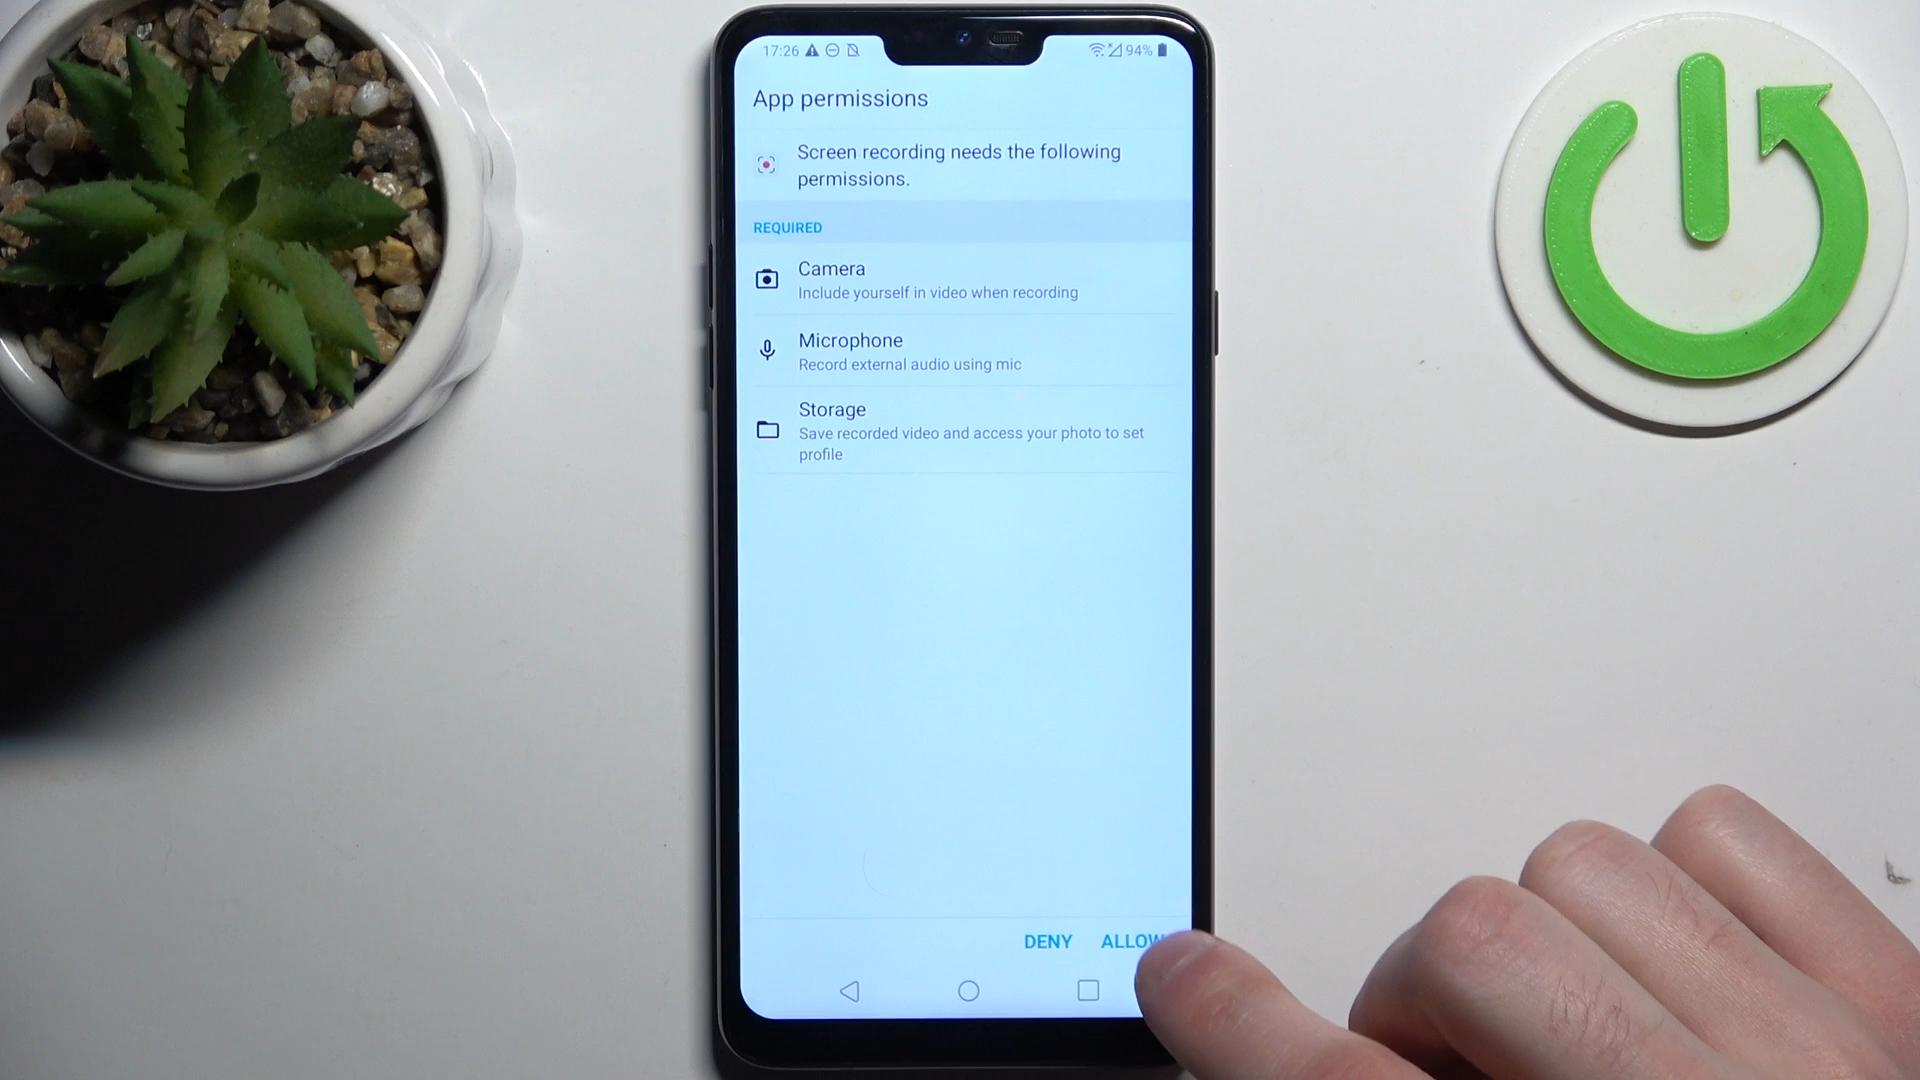 17:26
94%
App permissions
Screen recording needs the following
permissions.
REQUIRED
Camera
Include yourself in video when recording
Microphone
Record external audio using mic
Storage
Save recorded video and access your photo to set
profile
DENY ALLOW